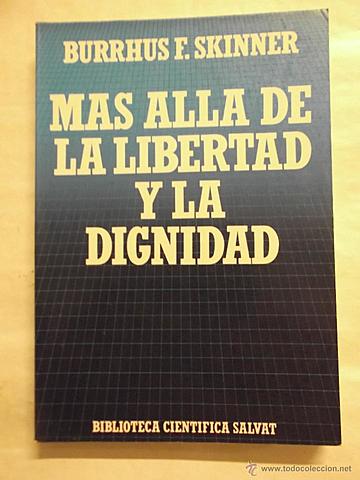 BURRHUS F. SKINNER
MAS ALLA DE
LA LIBERTAD
Y LA
DIGNIDAD
BIBLIOTECA CIENTIFICA SALVAT
© www.todocoleccion.net